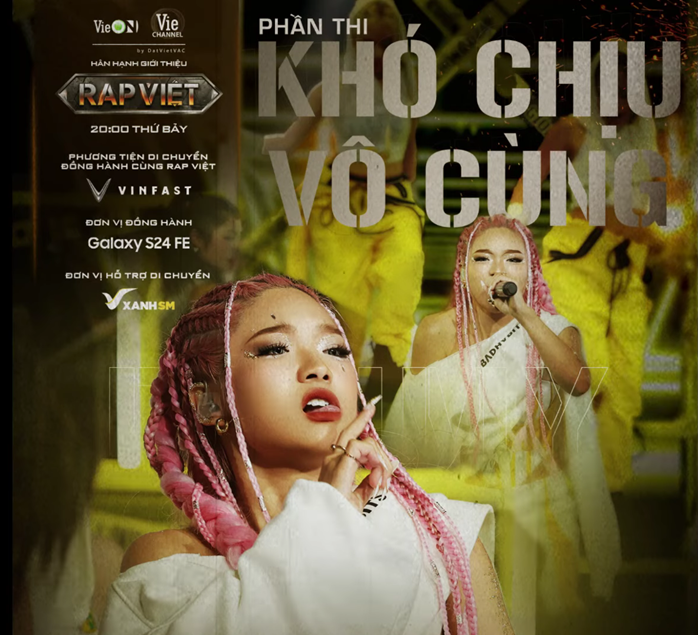 VieON
Vie
CHANNEL
by DatVietVAC
HÂN HẠNH GIỚI THIỆU
RAP VIỆT
20:00 THỨ BẢY
PHƯƠNG TIỆN DI CHUYỂN
ĐỒNG HÀNH CÙNG RAP VIỆT
VINFAST
ĐƠN VỊ ĐỒNG HÀNH
Galaxy S24 FE
ĐƠN VỊ HỖ TRỢ DI CHUYỂN
XANH SM
PHẦN THI
KHÓ CHỊU
VÔ CÙNG